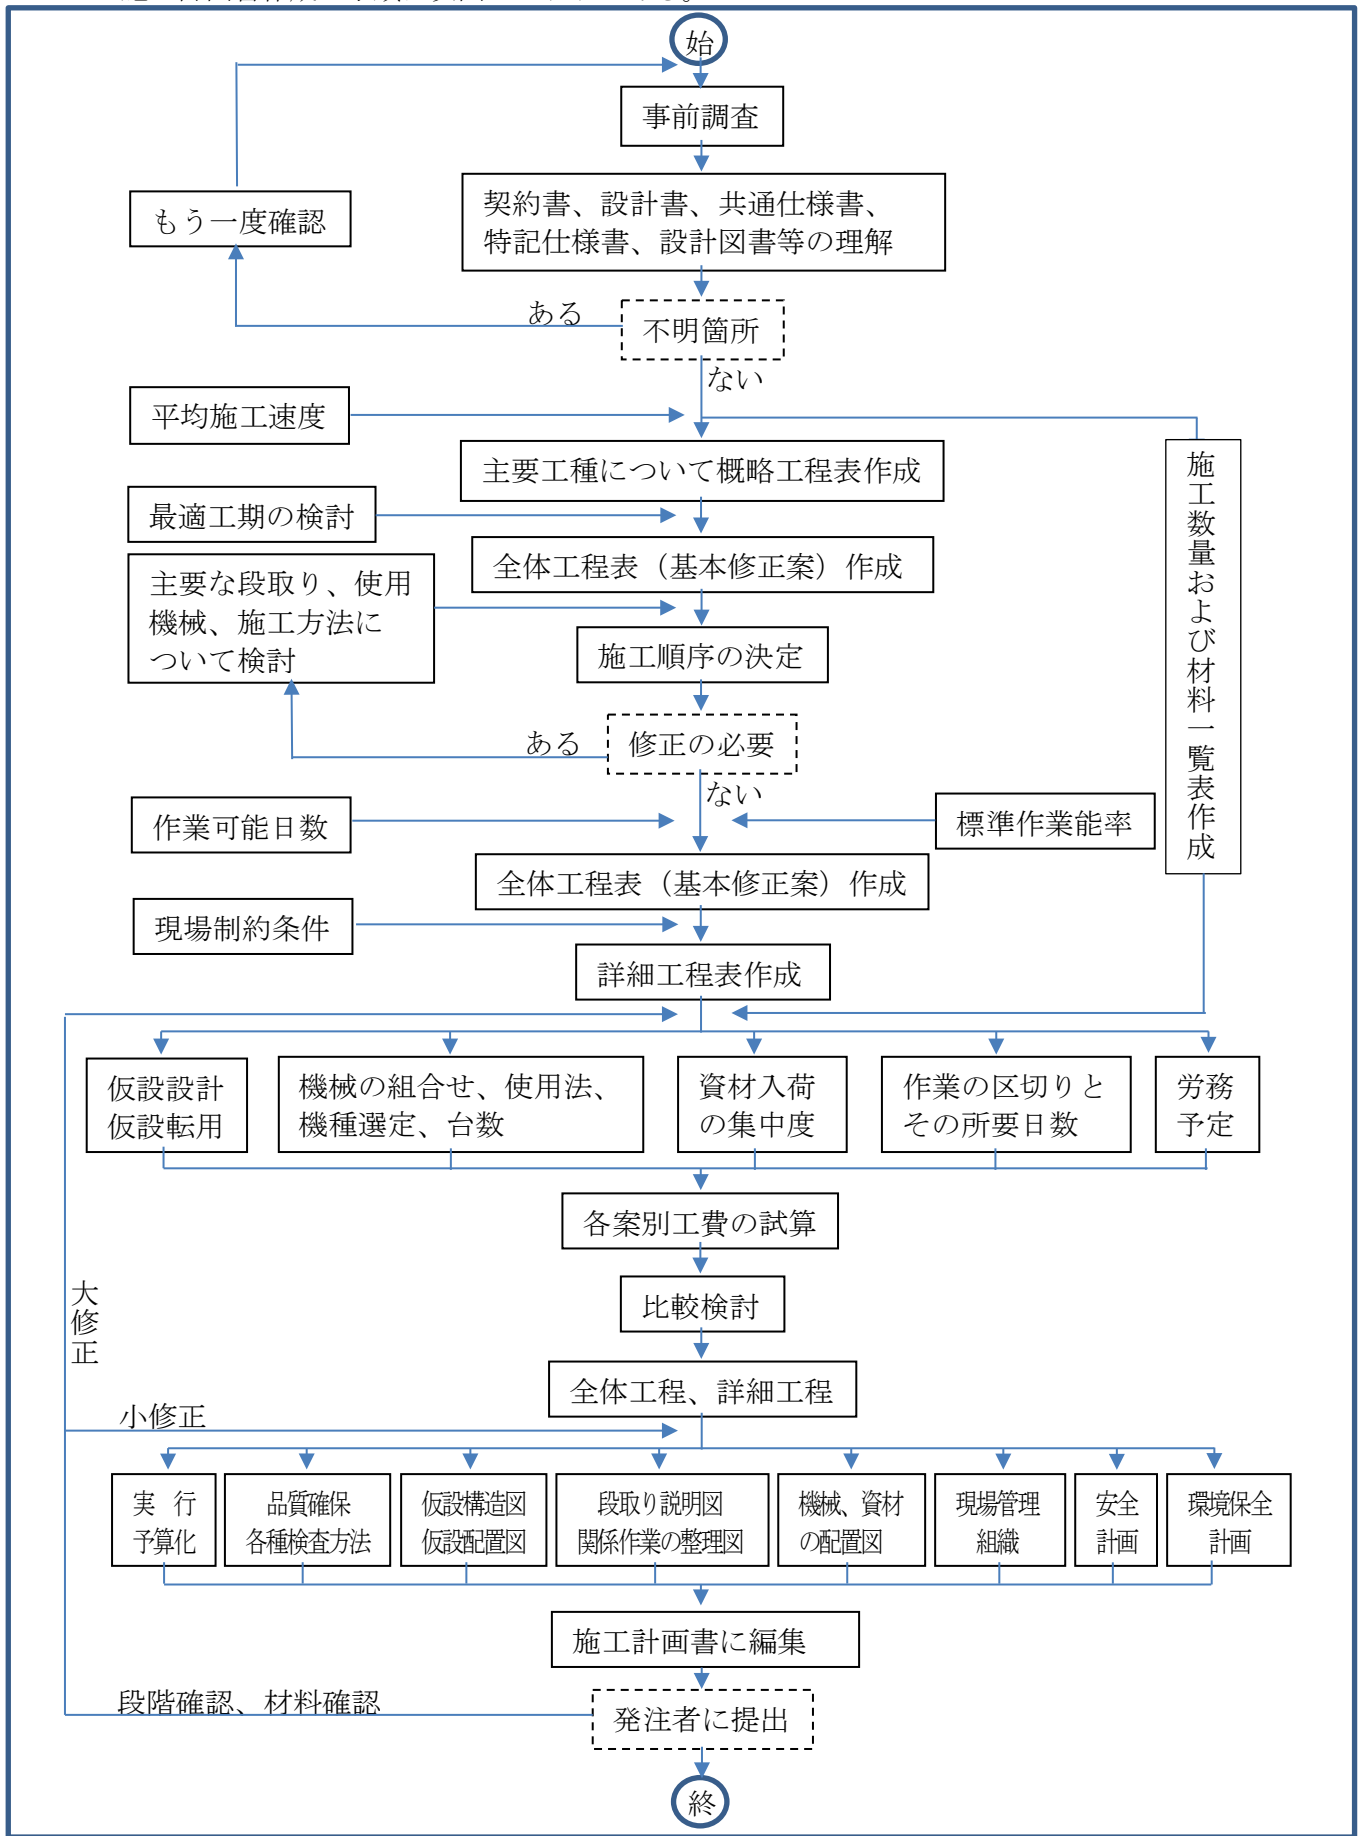 始
事前調査
契約書、設計書、共通仕様書、
特記仕様書、設計図書等の理解
もう一度確認
ある
不明箇所
ない
平均施工速度
主要工種について概略工程表作成
施工数量および材料一覧表作成
最適工期の検討
全体工程表（基本修正案）作成
主要な段取り、使用
機械、施工方法に
ついて検討
施工順序の決定
ある
修正の必要
ない
作業可能日数
標準作業能率
全体工程表（基本修正案）作成
現場制約条件
詳細工程表作成
仮設設計
仮設転用
機械の組合せ、使用法、
機種選定、台数
資材入荷
の集中度
作業の区切りと
その所要日数
労務
予定
各案別工費の試算
比較検討
大修正
全体工程、詳細工程
小修正
実　行
予算化
品質確保
各種検査方法
仮設構造図
仮設配置図
段取り説明図
関係作業の整理図
機械、資材
の配置図
現場管理
組織
安全
計画
環境保全
計画
施工計画書に編集
段階確認、材料確認
発注者に提出
終